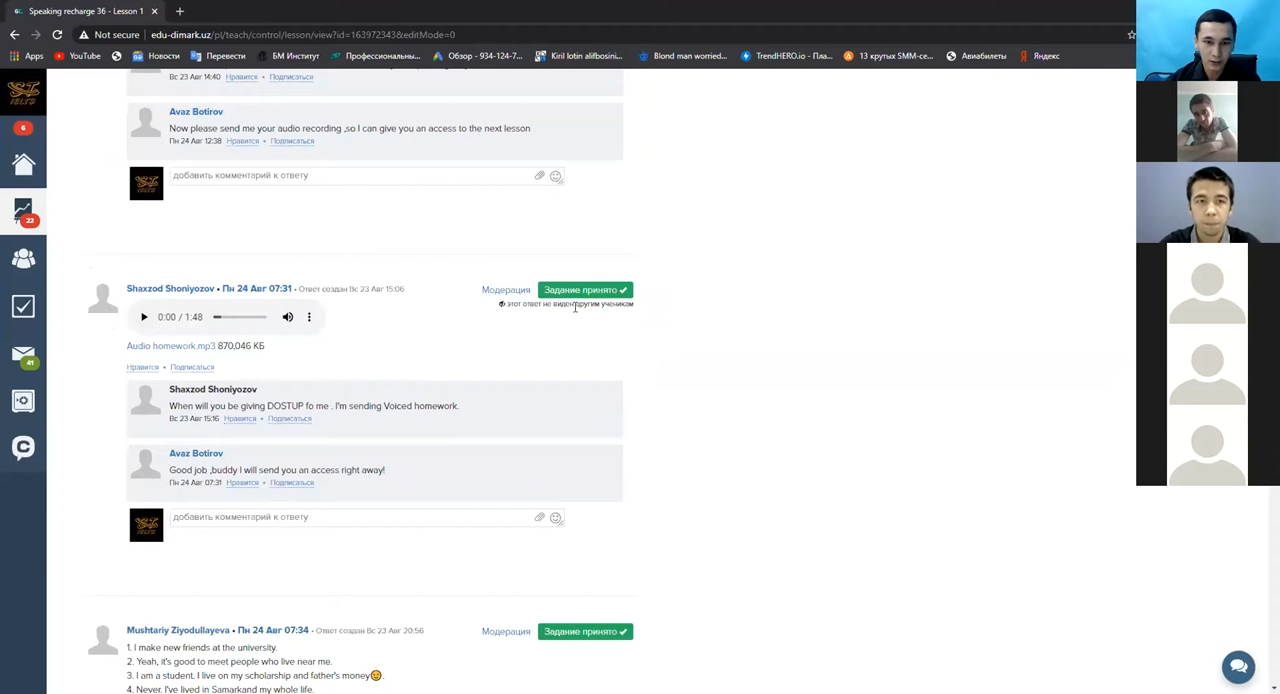 Speaking recharge 36 - Lesson 1
Not secure edu-dimark.uz/pl/teach/control/lesson/view?id=163972343&editMode=0
Apps YouTube Новости Перевести БМ Институт Профессиональны... Обзор - 934-124-7... Kiril lotin alifbosini... Blond man worried... TrendHERO.io - Пла... 13 крутых SMM-се... Авиабилеты Яндекс
Вс 23 Авг 14:40 Нравится • Подписаться
Avaz Botirov
Now please send me your audio recording ,so I can give you an access to the next lesson
Пн 24 Авг 12:38 Нравится • Подписаться
добавить комментарий к ответу
6
22
41
Shaxzod Shoniyozov • Пн 24 Авг 07:31 • Ответ создан Вс 23 Авг 15:06 Модерация Задание принято
этот ответ не виден другим ученикам
0:00 / 1:48
Audio homework.mp3 870,046 КБ
Нравится • Подписаться
Shaxzod Shoniyozov
When will you be giving DOSTUP fo me . I'm sending Voiced homework.
Вс 23 Авг 15:16 Нравится • Подписаться
Avaz Botirov
Good job ,buddy I will send you an access right away!
Пн 24 Авг 07:31 Нравится • Подписаться
добавить комментарий к ответу
Mushtariy Ziyodullayeva • Пн 24 Авг 07:34 • Ответ создан Вс 23 Авг 20:56 Модерация Задание принято
1. I make new friends at the university.
2. Yeah, it's good to meet people who live near me.
3. I am a student. I live on my scholarship and father's money😉.
4. Never. I've lived in Samarkand my whole life.